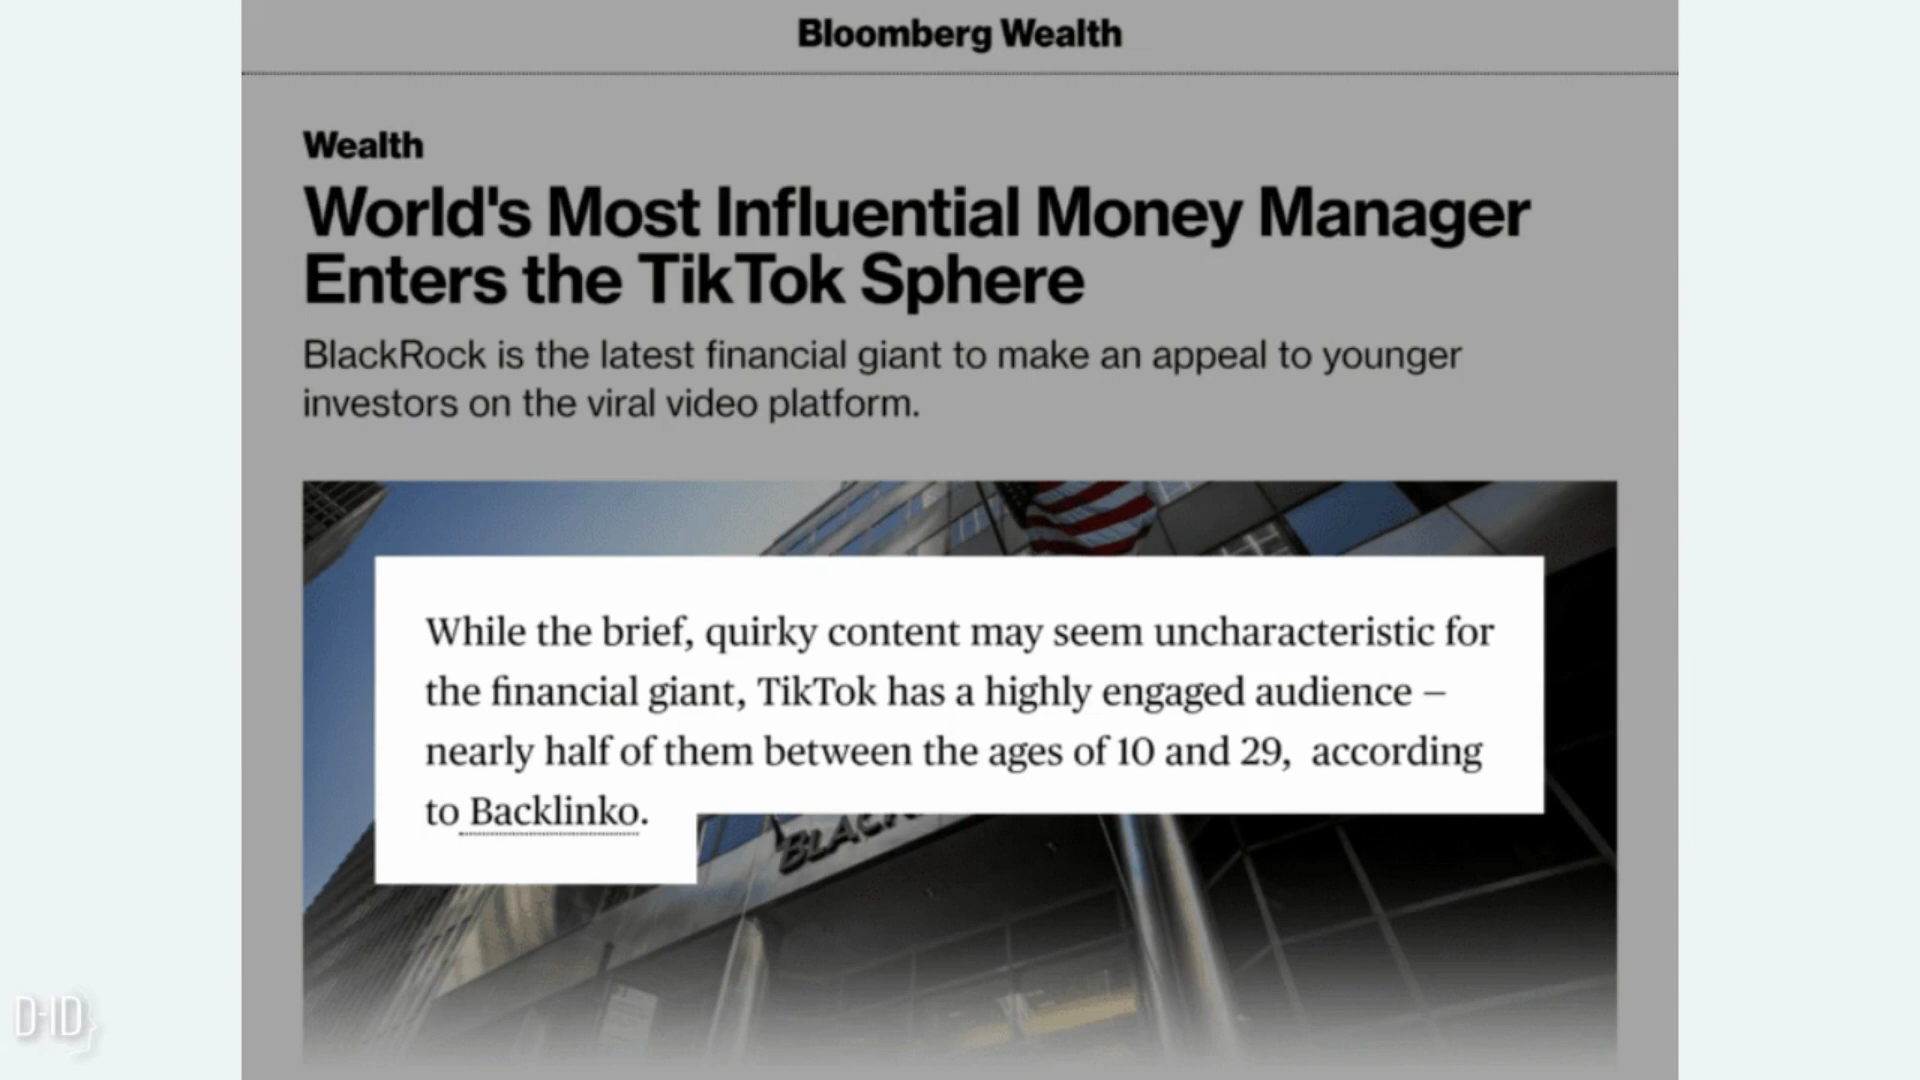 Bloomberg Wealth
Wealth
World's Most Influential Money Manager
Enters the TikTok Sphere
BlackRock is the latest financial giant to make an appeal to younger
investors on the viral video platform.
While the brief, quirky content may seem uncharacteristic for
the financial giant, TikTok has a highly engaged audience –
nearly half of them between the ages of 10 and 29, according
to Backlinko.
D-ID